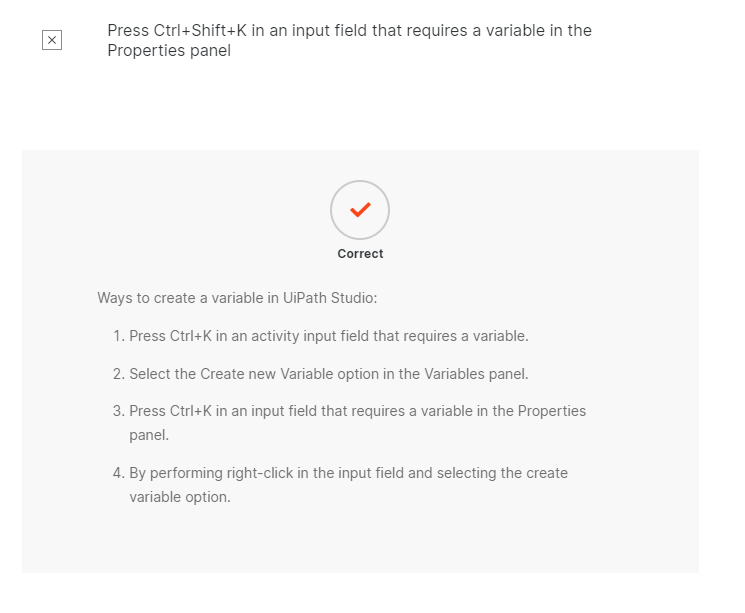 Press Ctrl+Shift+K in an input field that requires a variable in the
Properties panel
Correct
Ways to create a variable in UiPath Studio:
1. Press Ctrl+K in an activity input field that requires a variable.
2. Select the Create new Variable option in the Variables panel.
3. Press Ctrl+K in an input field that requires a variable in the Properties
panel.
4. By performing right-click in the input field and selecting the create
variable option.